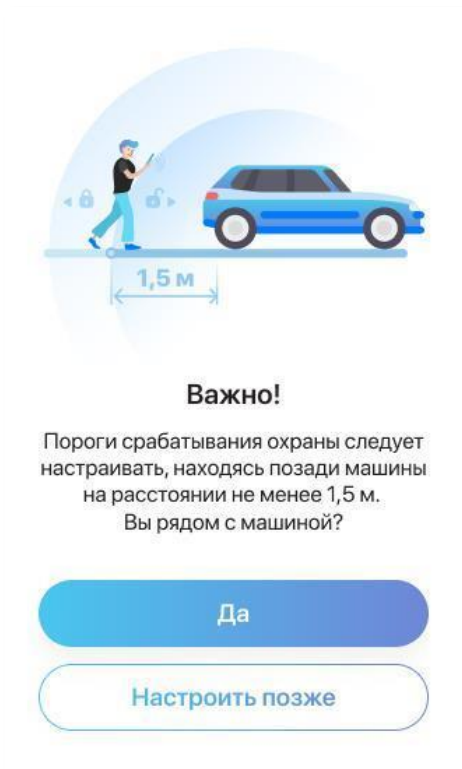 1,5 м
Важно!
Пороги срабатывания охраны следует
настраивать, находясь позади машины
на расстоянии не менее 1,5 м.
Вы рядом с машиной?
Да
Настроить позже